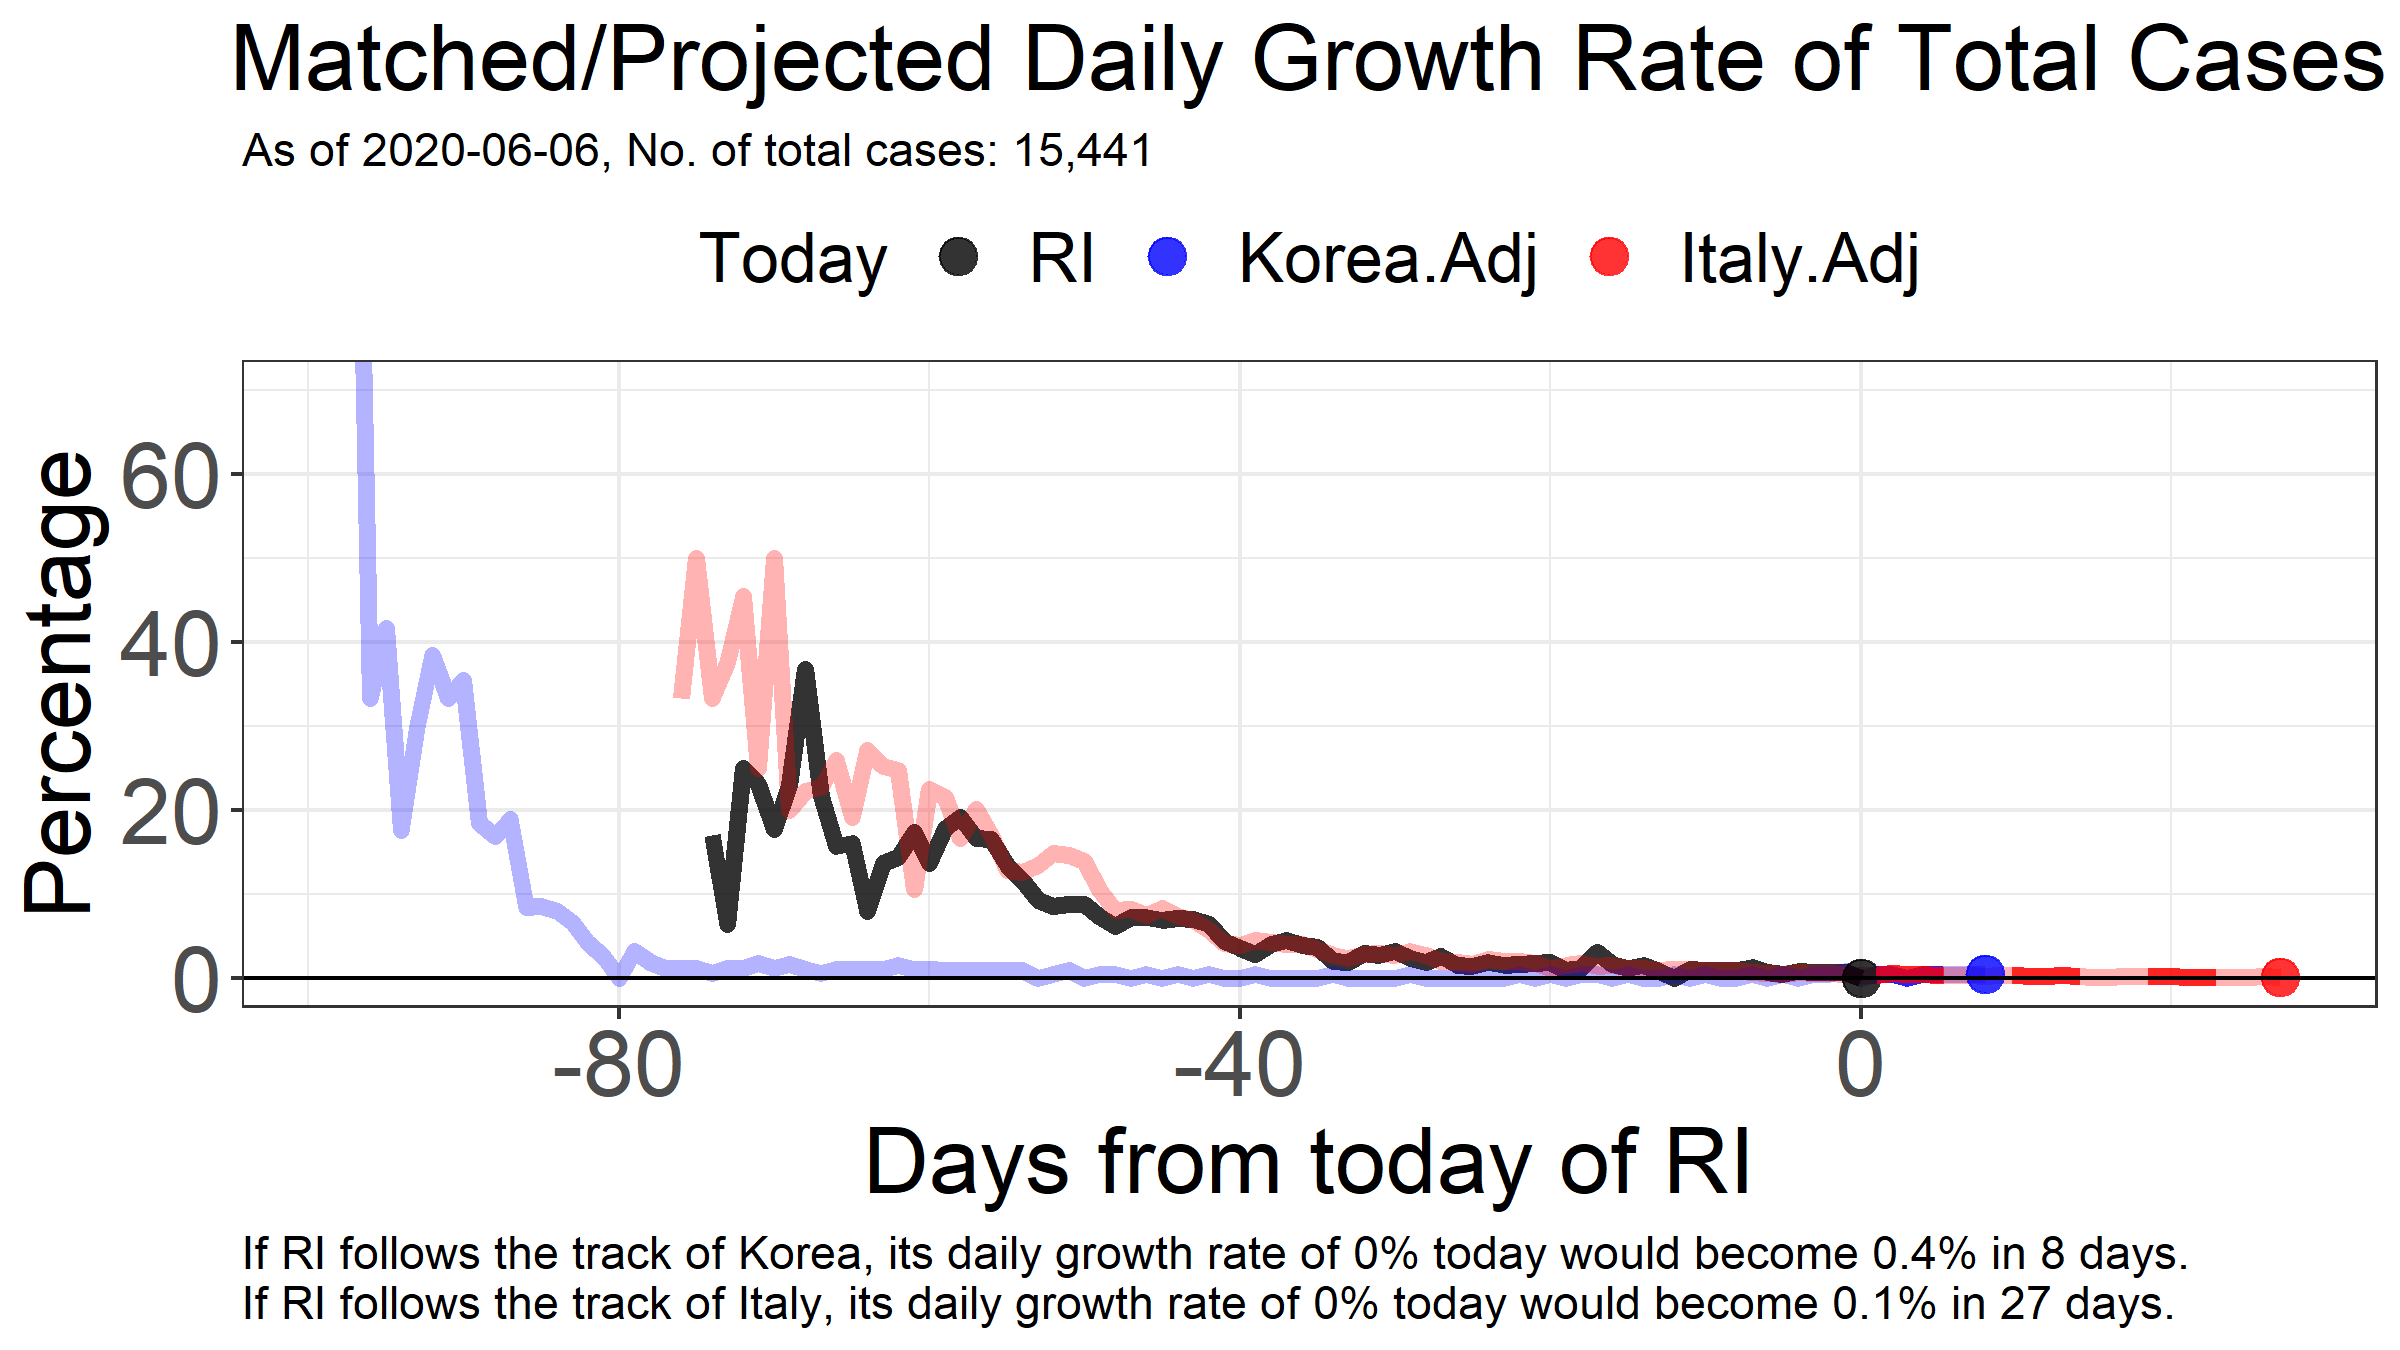 Matched/Projected Daily Growth Rate of Total Cases
As of 2020-06-06, No. of total cases: 15,441
Today RI Korea.Adj Italy.Adj
Percentage
60
40
20
0
-80 -40 0
Days from today of RI
If RI follows the track of Korea, its daily growth rate of 0% today would become 0.4% in 8 days.
If RI follows the track of Italy, its daily growth rate of 0% today would become 0.1% in 27 days.